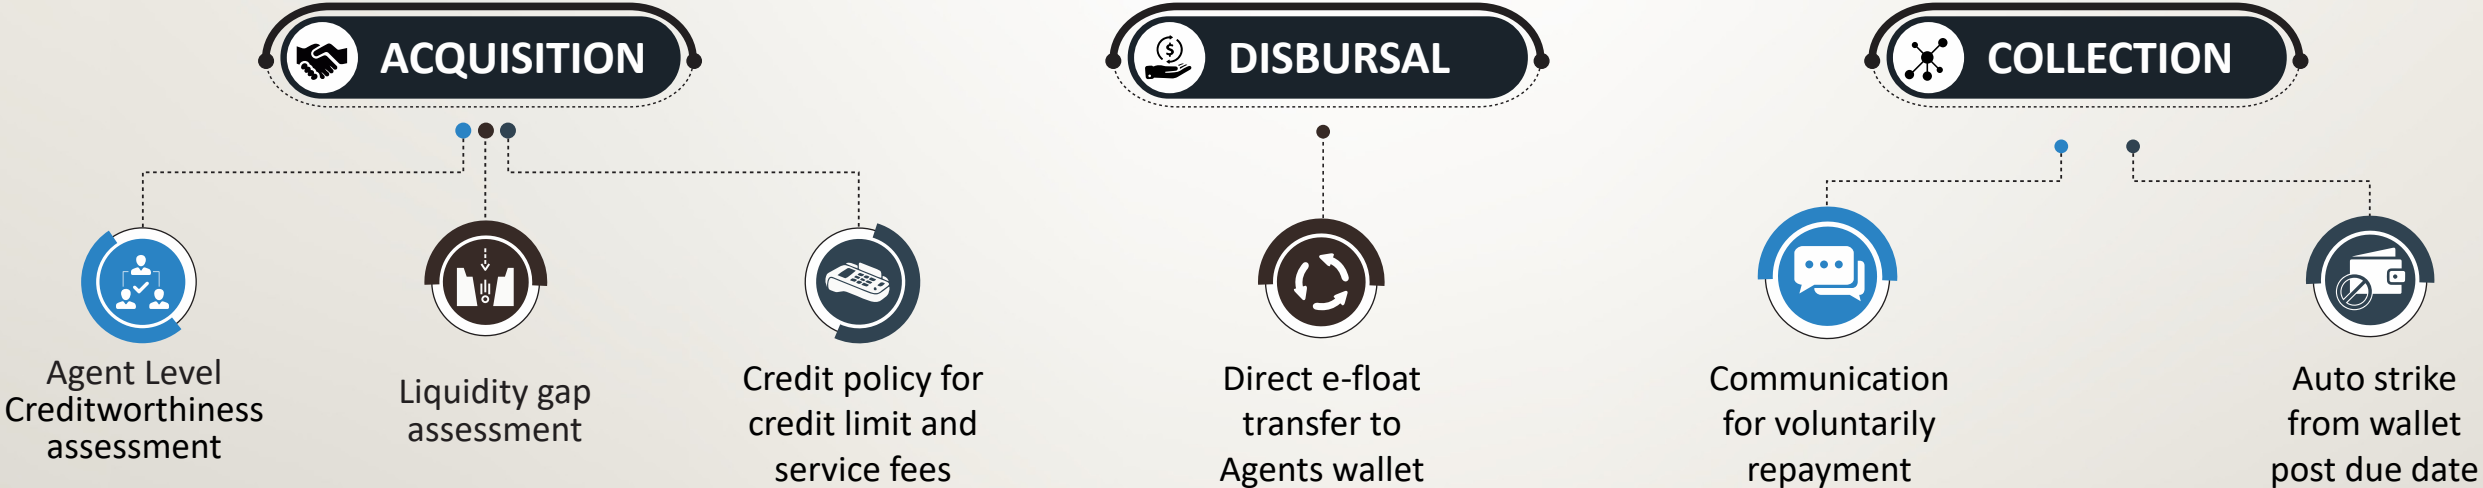 ACQUISITION
Agent Level
Creditworthiness
assessment
Liquidity gap
assessment
Credit policy for
credit limit and
service fees
DISBURSAL
$
Direct e-float
transfer to
Agents wallet
COLLECTION
Communication
for voluntarily
repayment
Auto strike
from wallet
post due date